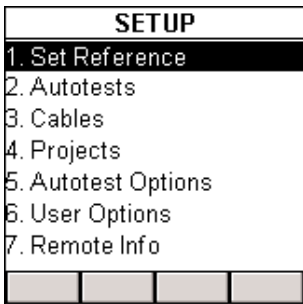 SETUP
1. Set Reference
2. Autotests
3. Cables
4. Projects
5. Autotest Options
6. User Options
7. Remote Info